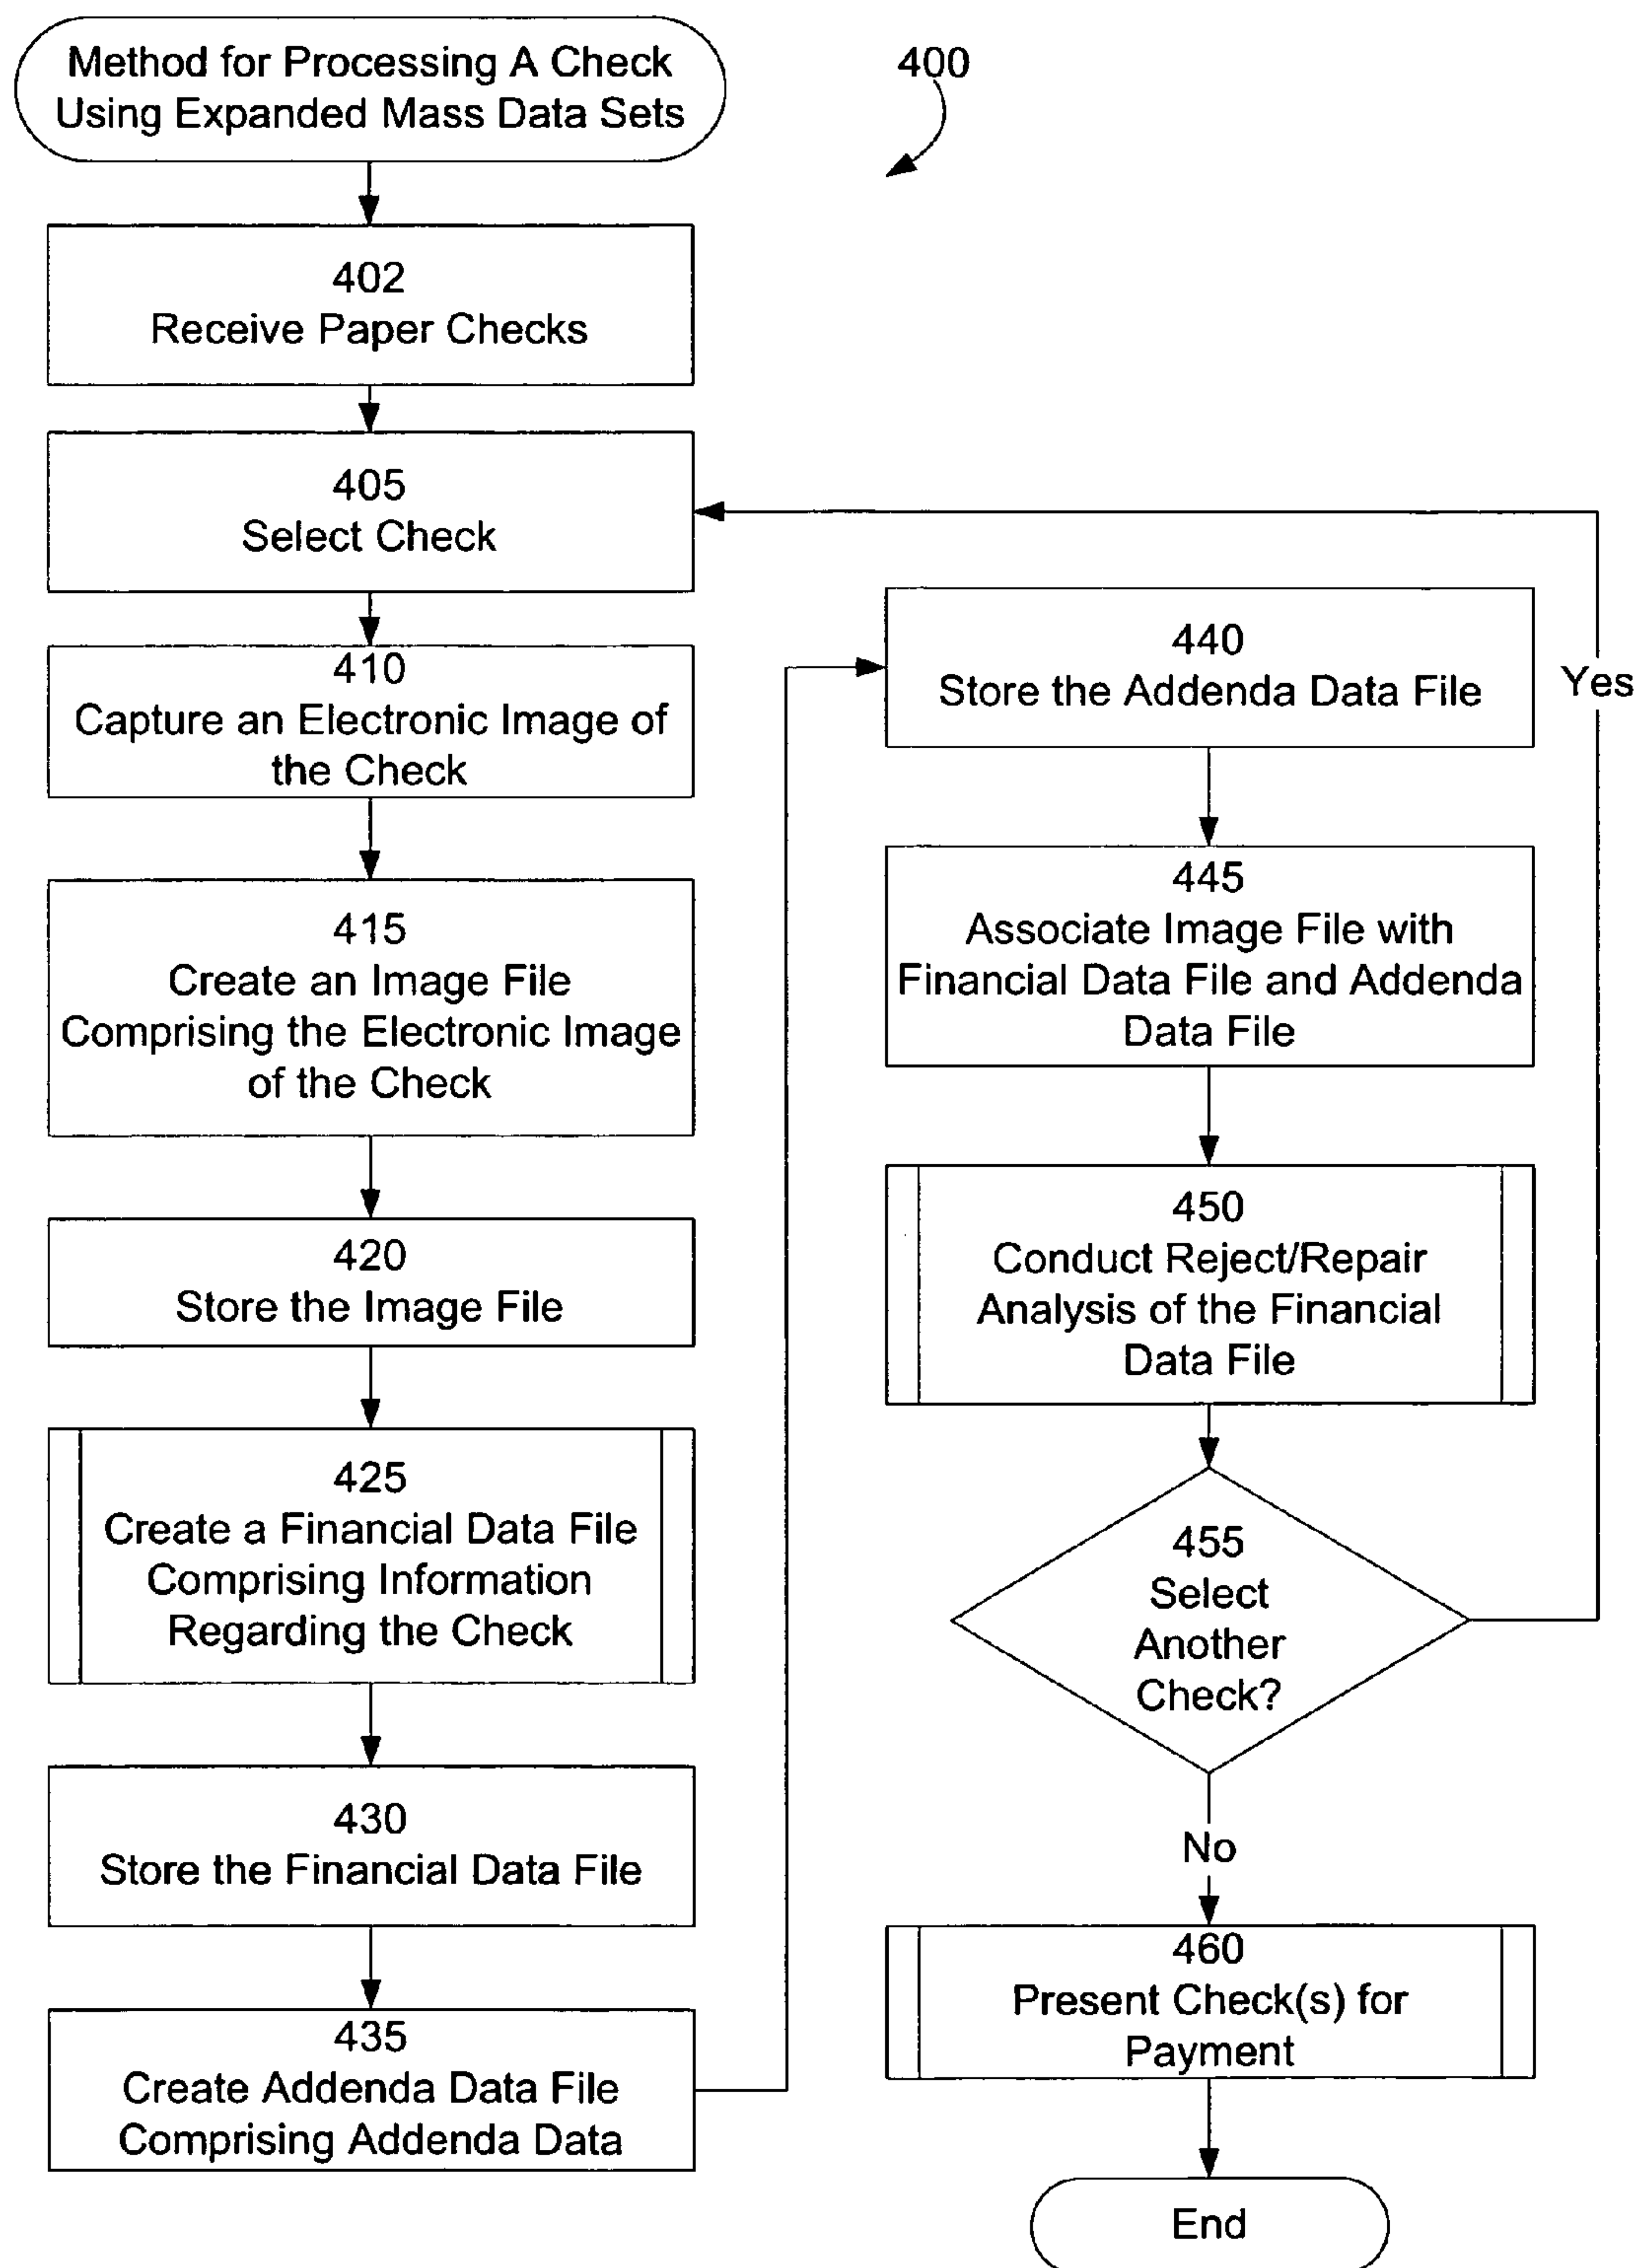 Method for Processing A Check
Using Expanded Mass Data Sets
400
402
Receive Paper Checks
405
Select Check
410
Capture an Electronic Image of
the Check
415
Create an Image File
Comprising the Electronic Image
of the Check
420
Store the Image File
425
Create a Financial Data File
Comprising Information
Regarding the Check
430
Store the Financial Data File
435
Create Addenda Data File
Comprising Addenda Data
440
Store the Addenda Data File
Yes
445
Associate Image File with
Financial Data File and Addenda
Data File
450
Conduct Reject/Repair
Analysis of the Financial
Data File
455
Select
Another
Check?
No
460
Present Check(s) for
Payment
End